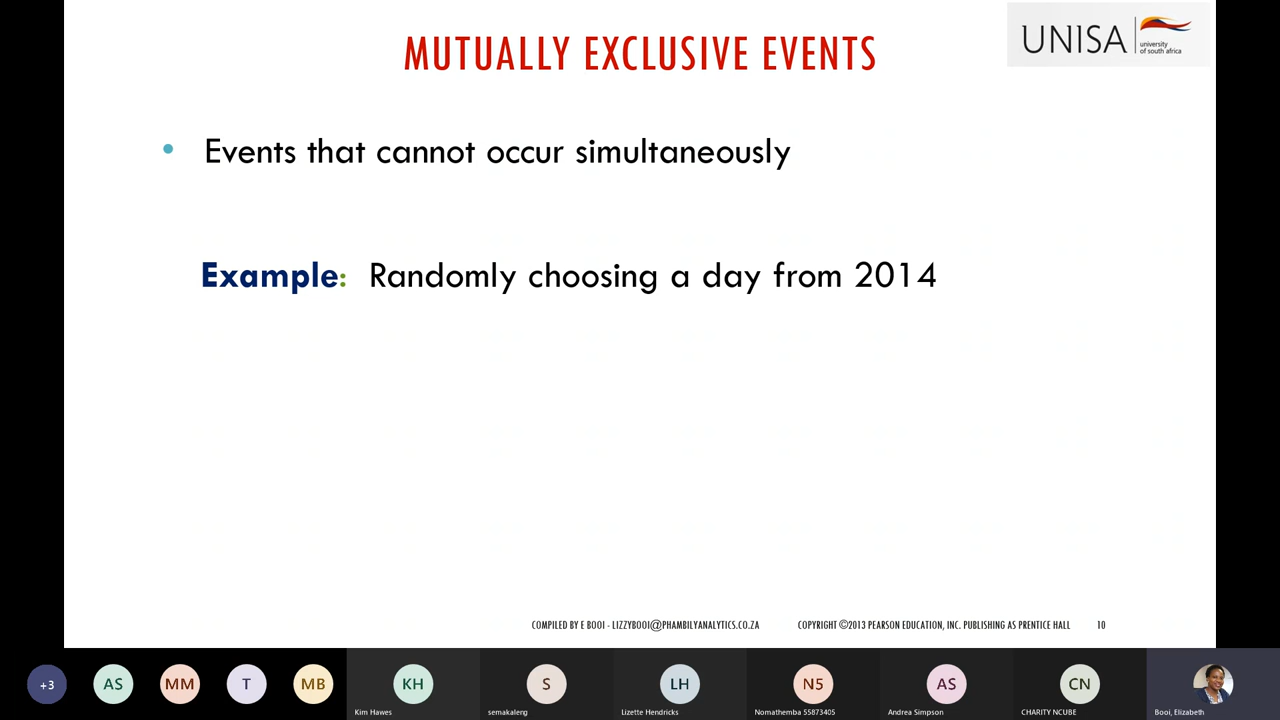 MUTUALLY EXCLUSIVE EVENTS
UNISA
university
of south africa
• Events that cannot occur simultaneously
Example: Randomly choosing a day from 2014
COMPILED BY E BOOI - LIZZYBOOI@PHAMBILYANALYTICS.CO.ZA
COPYRIGHT ©2013 PEARSON EDUCATION, INC. PUBLISHING AS PRENTICE HALL
10
+3
AS
MM
T
MB
KH
Kim Hawes
S
semakaleng
LH
Lizette Hendricks
N5
Nomathemba 55873405
AS
Andrea Simpson
CN
CHARITY NCUBE
Booi, Elizabeth